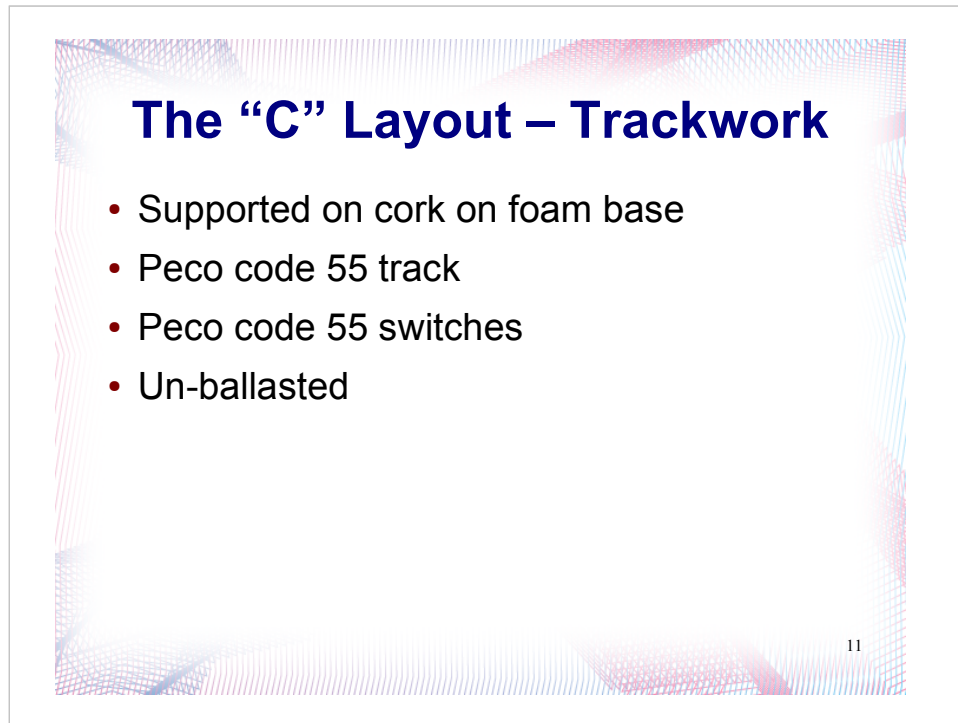 The “C” Layout – Trackwork
• Supported on cork on foam base
• Peco code 55 track
• Peco code 55 switches
• Un-ballasted
11